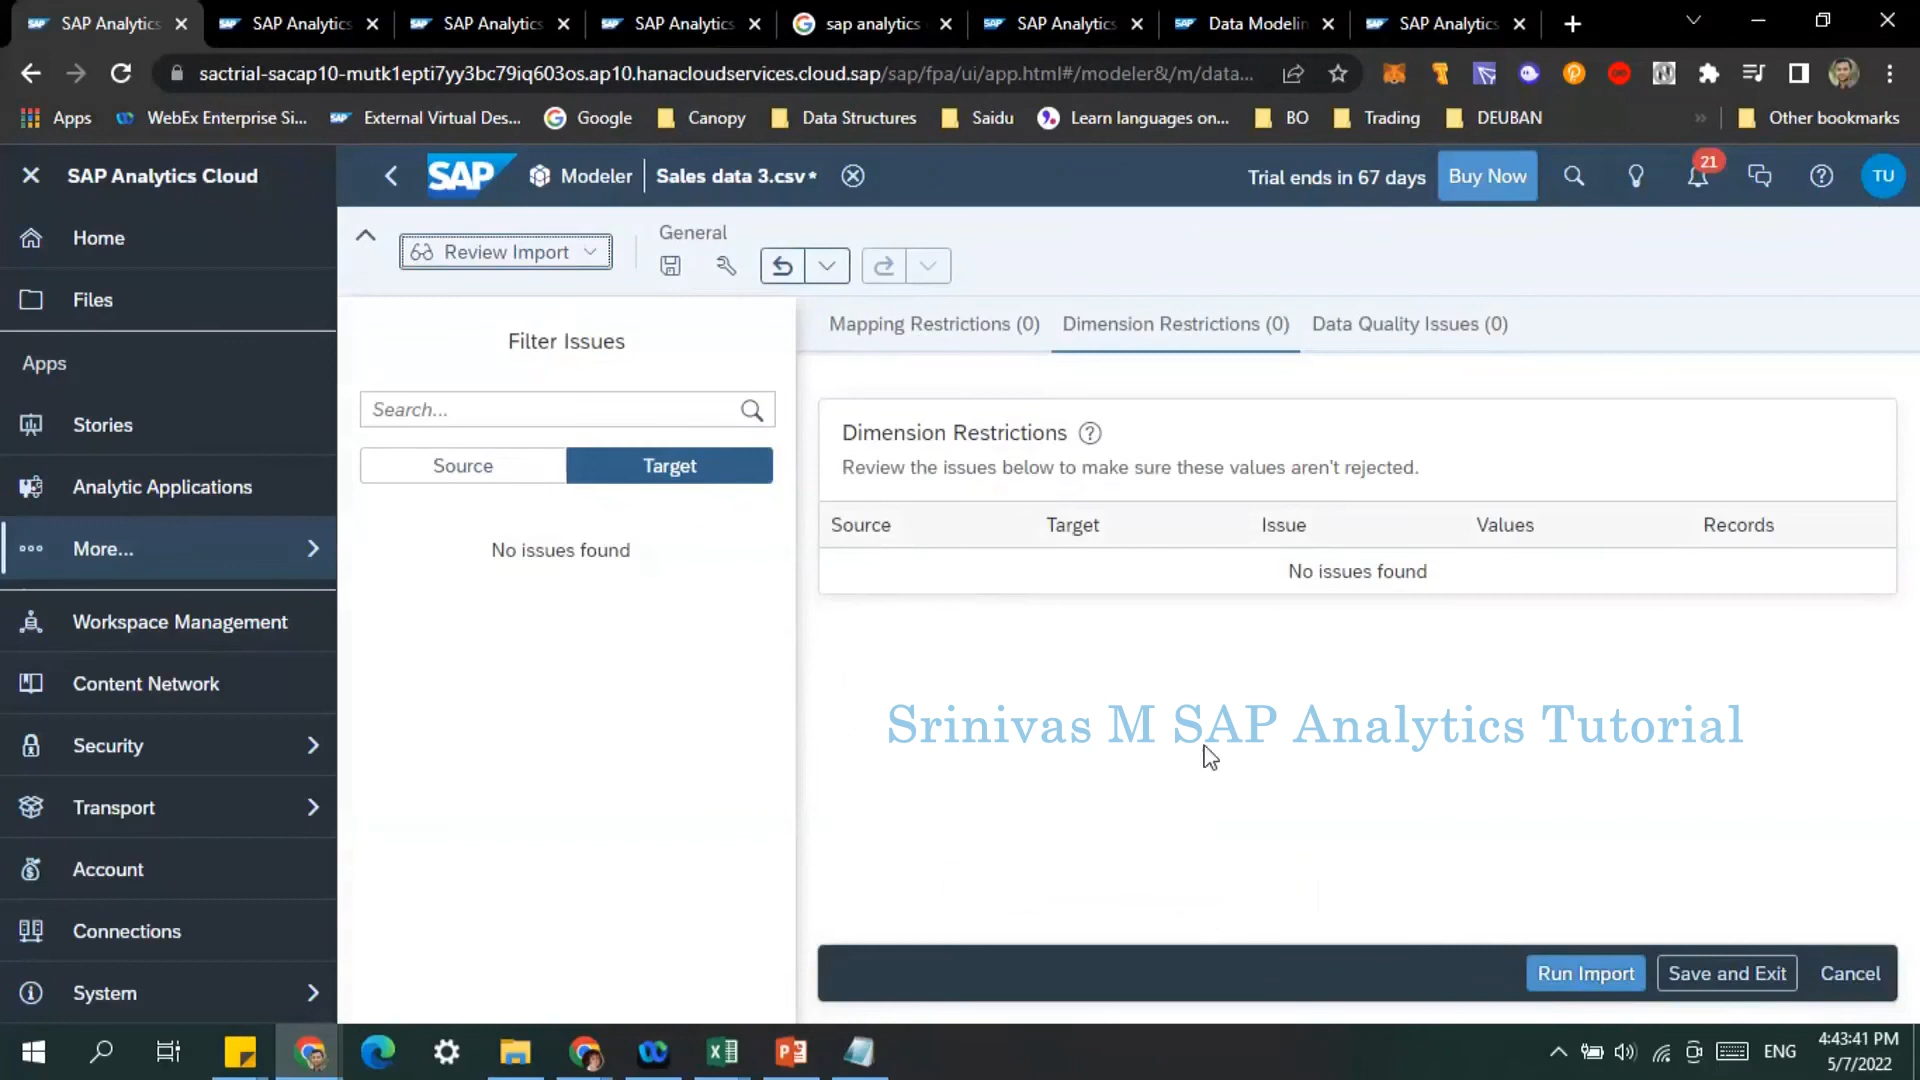 SAP Analytics
SAP Analytics
SAP Analytics
SAP Analytics
sap analytics
SAP Analytics
Data Modelin
SAP Analytics
sactrial-sacap10-mutk1epti7yy3bc79iq603os.ap10.hanacloudservices.cloud.sap/sap/fpa/ui/app.html#/modeler&/m/data...
Apps
WebEx Enterprise Si...
External Virtual Des...
Google
Canopy
Data Structures
Saidu
Learn languages on...
BO
Trading
DEUBAN
Other bookmarks
SAP Analytics Cloud
SAP
Modeler
Sales data 3.csv*
Trial ends in 67 days
Buy Now
21
TU
Home
Files
Apps
Stories
Analytic Applications
More...
Workspace Management
Content Network
Security
Transport
Account
Connections
System
Review Import
General
Filter Issues
Search...
Source
Target
No issues found
Mapping Restrictions (0)
Dimension Restrictions (0)
Data Quality Issues (0)
Dimension Restrictions
Review the issues below to make sure these values aren't rejected.
Source Target Issue Values Records
No issues found
Srinivas M SAP Analytics Tutorial
Run Import
Save and Exit
Cancel
ENG
4:43:41 PM
5/7/2022